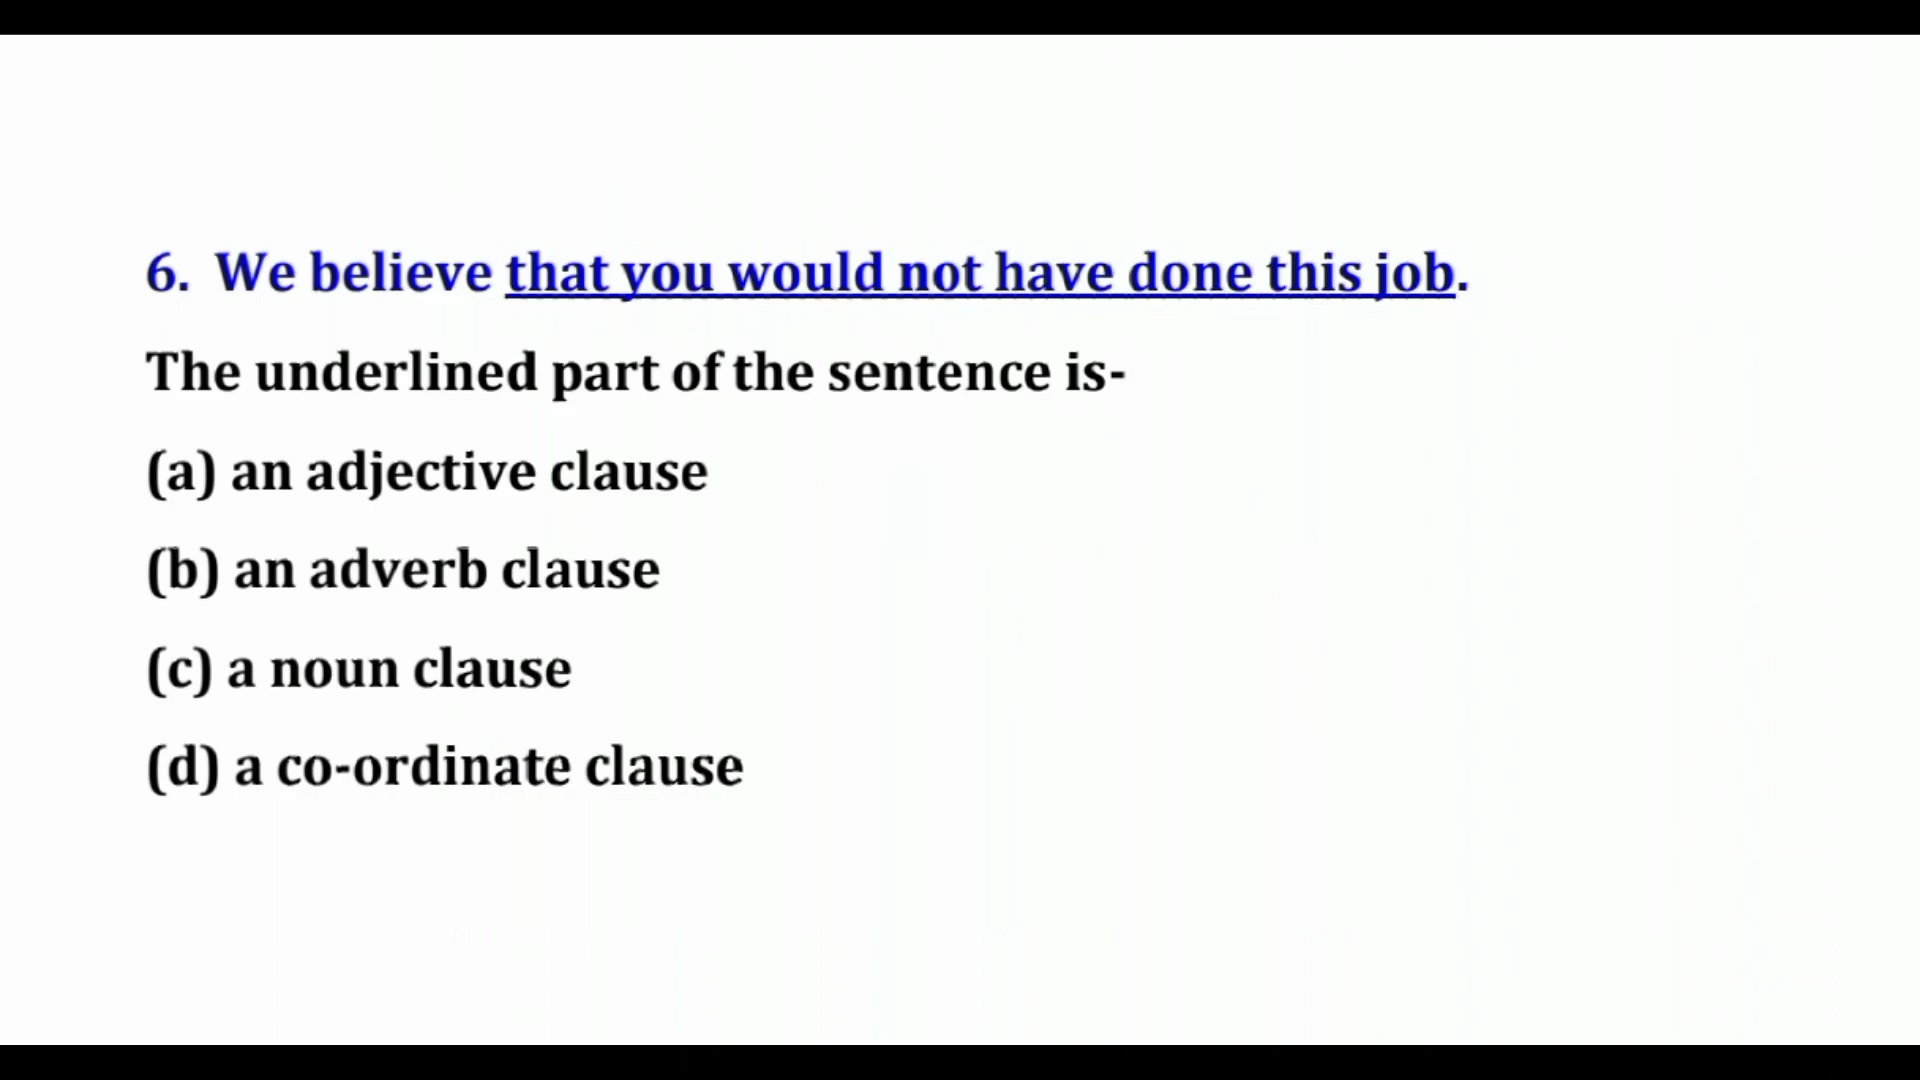 6. We believe that you would not have done this job.
The underlined part of the sentence is-
(a) an adjective clause
(b) an adverb clause
(c) a noun clause
(d) a co-ordinate clause